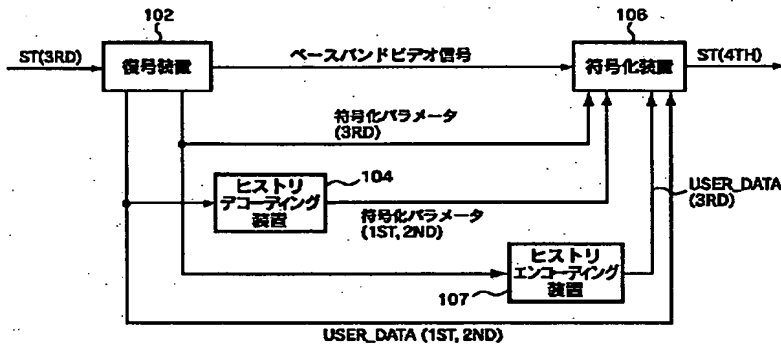 102
106
ST(3RD)
復号装置
ベースバンドビデオ信号
符号化装置
ST(4TH)
符号化パラメータ
(3RD)
ヒストリ
デコーディング
装置
104
符号化パラメータ
(1ST, 2ND)
USER_DATA
(3RD)
ヒストリ
エンコーディング
装置
107
USER_DATA (1ST, 2ND)